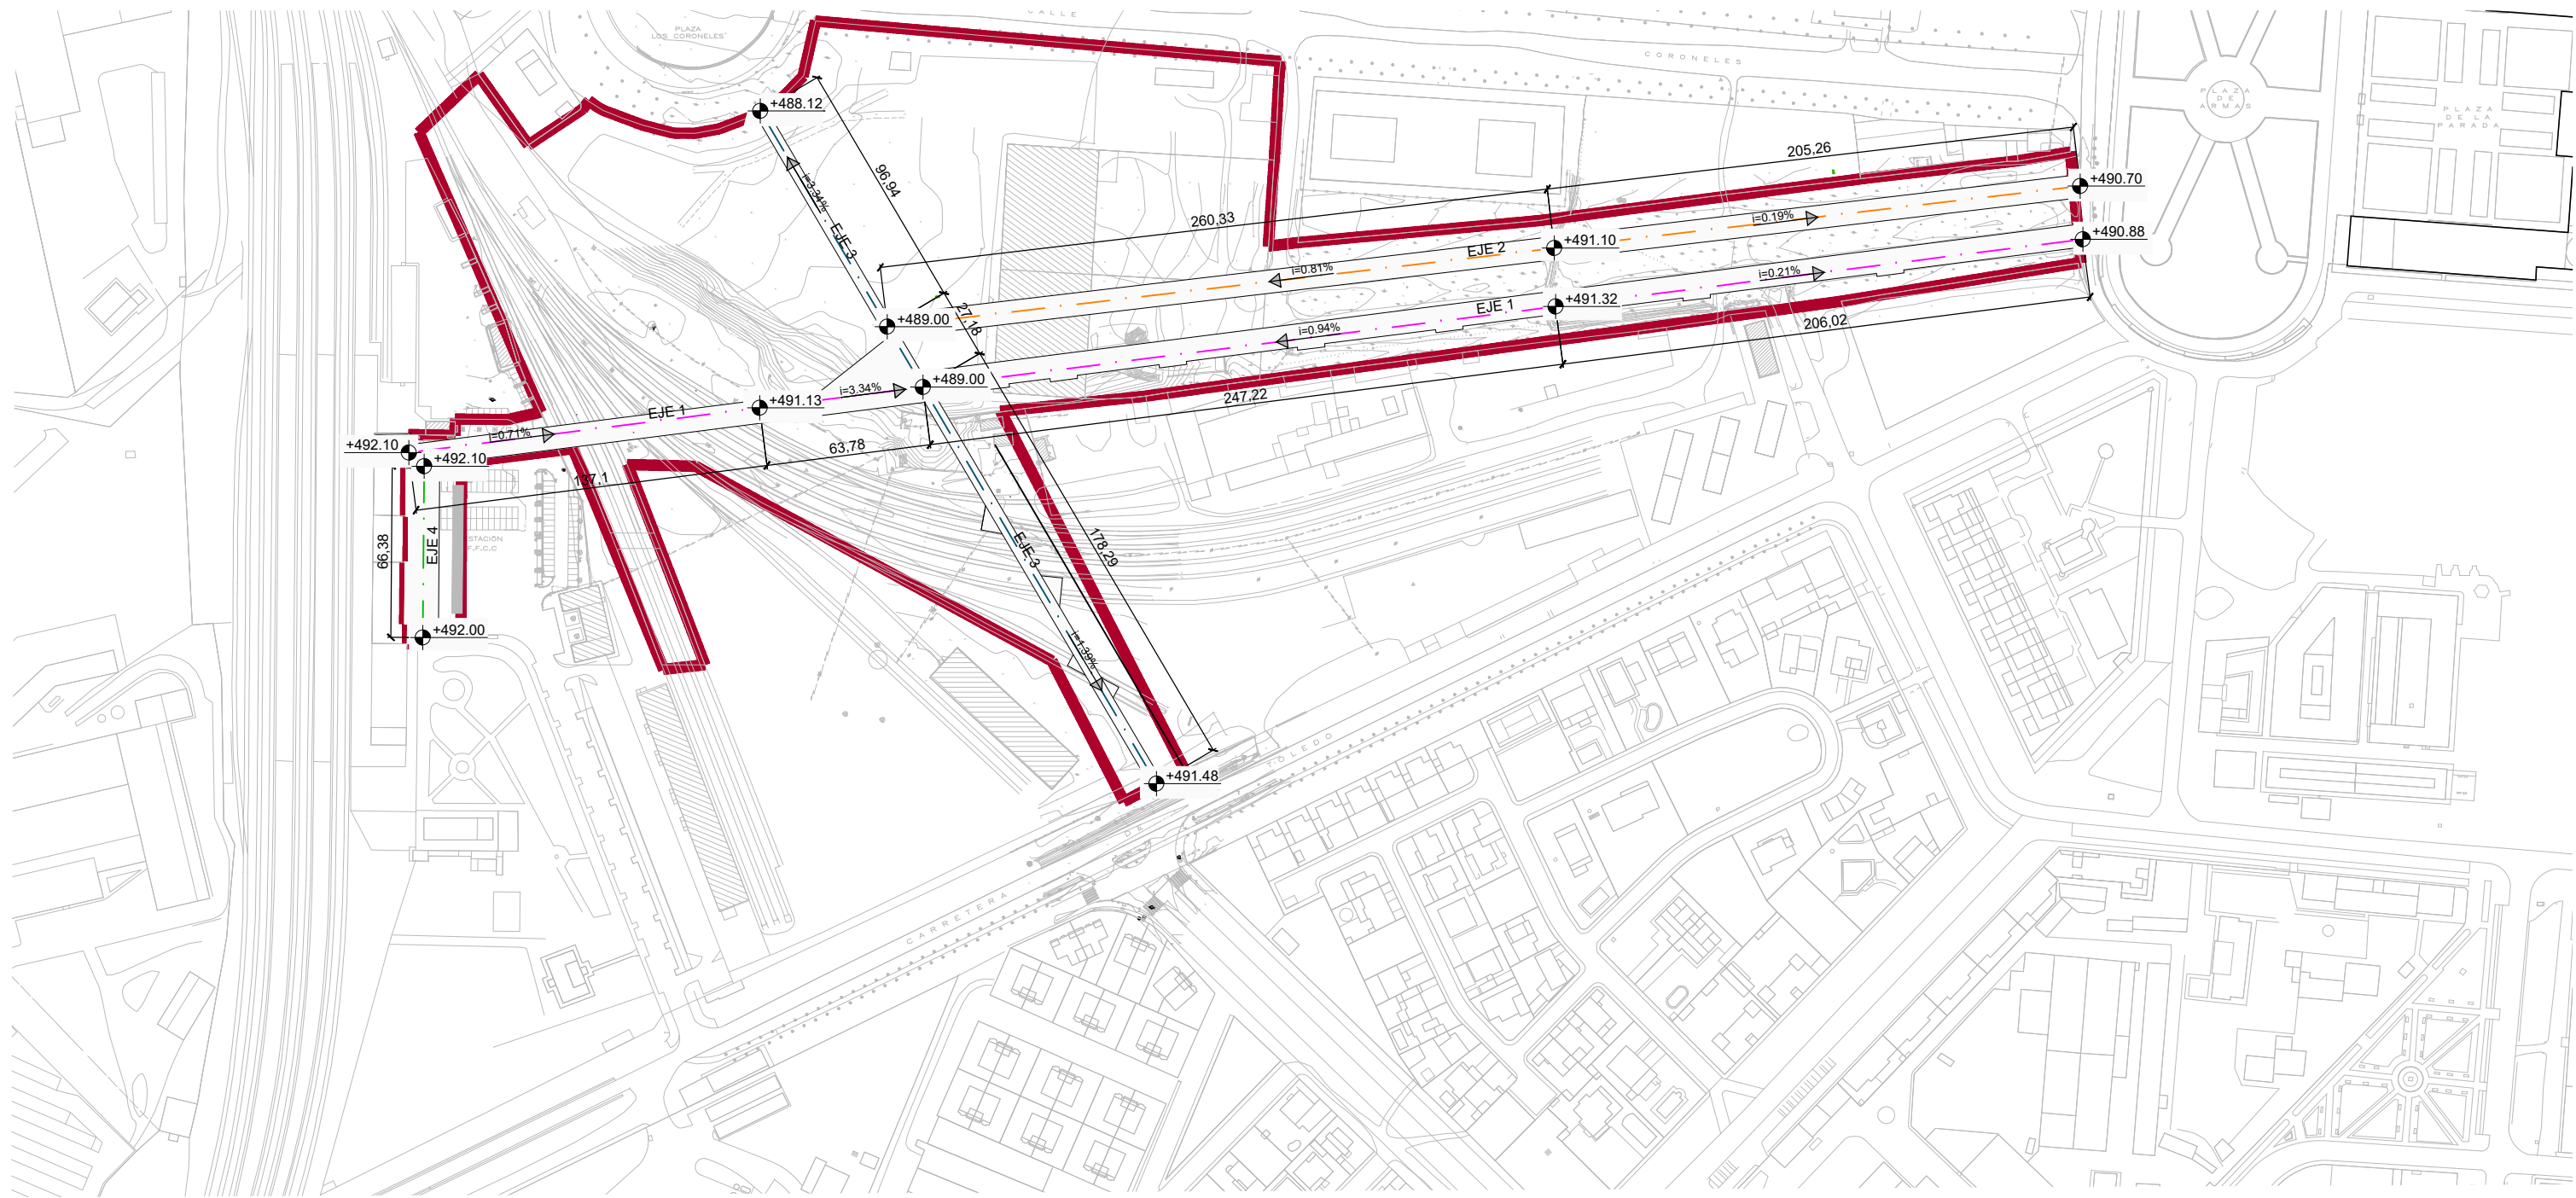 CALLE
PLAZA
LOS CORONELES
CORONELES
PLAZA
DE
ARMAS
PLAZA
DE LA
PARADA
+488.12
96,94
i=3.34%
EJE 3
205,26
+490.70
260,33
i=0.19%
+490.88
+491.10
EJE 2
i=0.81%
i=0.21%
+491.32
EJE 1
206,02
+489.00
27,18
i=0.94%
+489.00
i=3.34%
247,22
+491.13
EJE 1
i=0.71%
63,78
+492.10
+492.10
137,1
66,38
EJE 4
ESTACIÓN
F.F.C.C
+492.00
EJE 3
178,29
i=1.39%
+491.48
CARRETERA
DE
TOLEDO
P